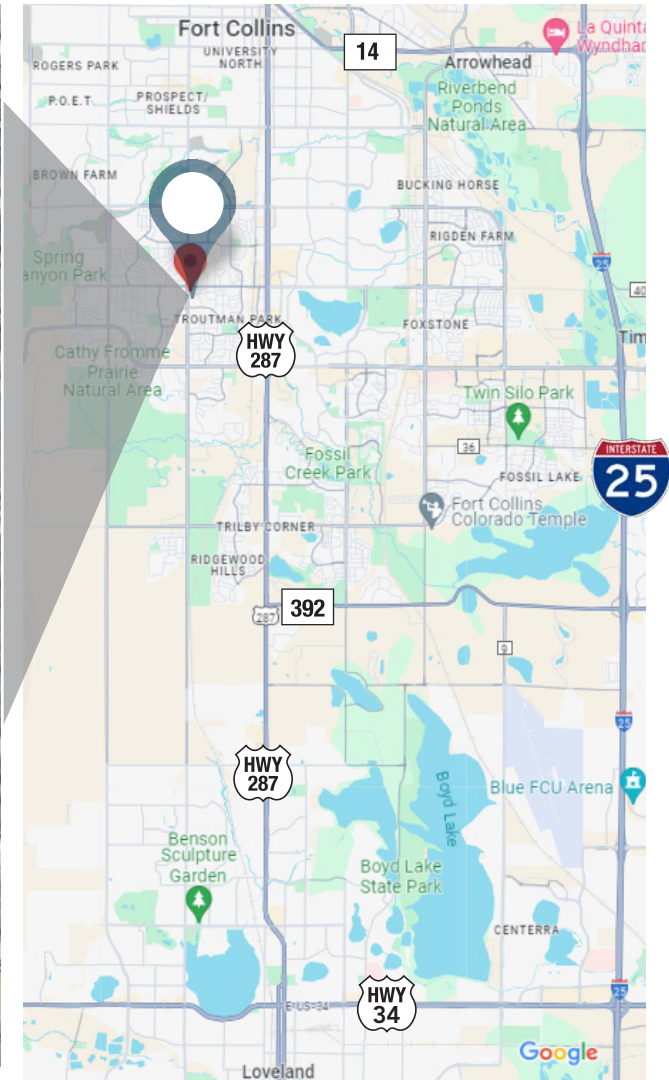 Fort Collins
14
La Quinta
Wyndham
UNIVERSITY
NORTH
ROGERS PARK
Arrowhead
Riverbend
Ponds
Natural Area
P.O.E.T
PROSPECT/
SHIELDS
BROWN FARM
BUCKING HORSE
RIGDEN FARM
Spring
anyon Park
25
40
TROUTMAN PARK
FOXSTONE
Tim
HWY
287
Cathy Fromme
Prairie
Natural Area
Twin Silo Park
36
Fossil
Creek Park
FOSSIL LAKE
INTERSTATE
25
Fort Collins
Colorado Temple
TRILBY CORNER
RIDGEWOOD
HILLS
287
392
9
25
HWY
287
Boyd Lake
Blue FCU Arena
Benson
Sculpture
Garden
Boyd Lake
State Park
CENTERRA
25
E US-34
HWY
34
Google
Loveland